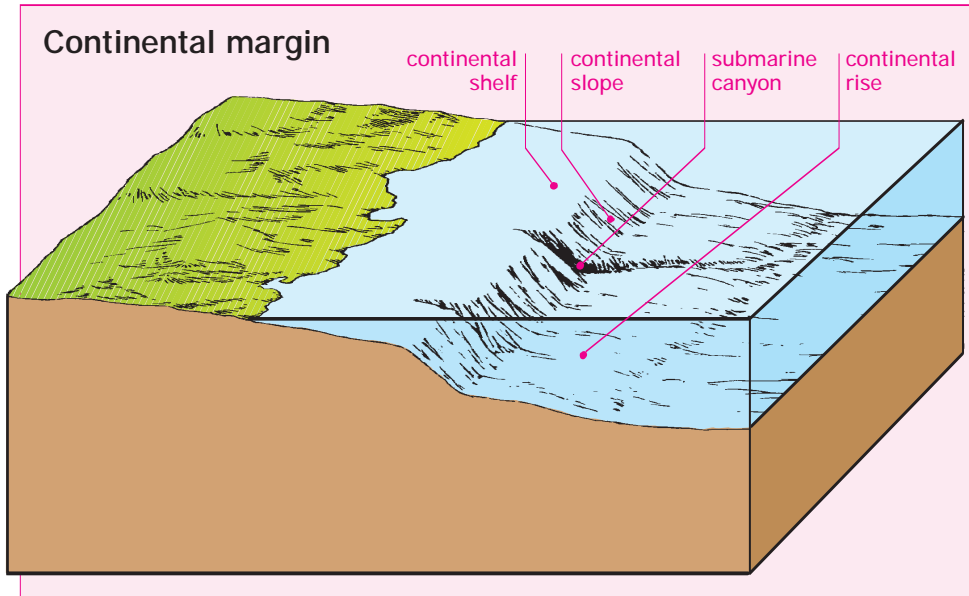 Continental margin
continental
shelf
continental
slope
submarine
canyon
continental
rise